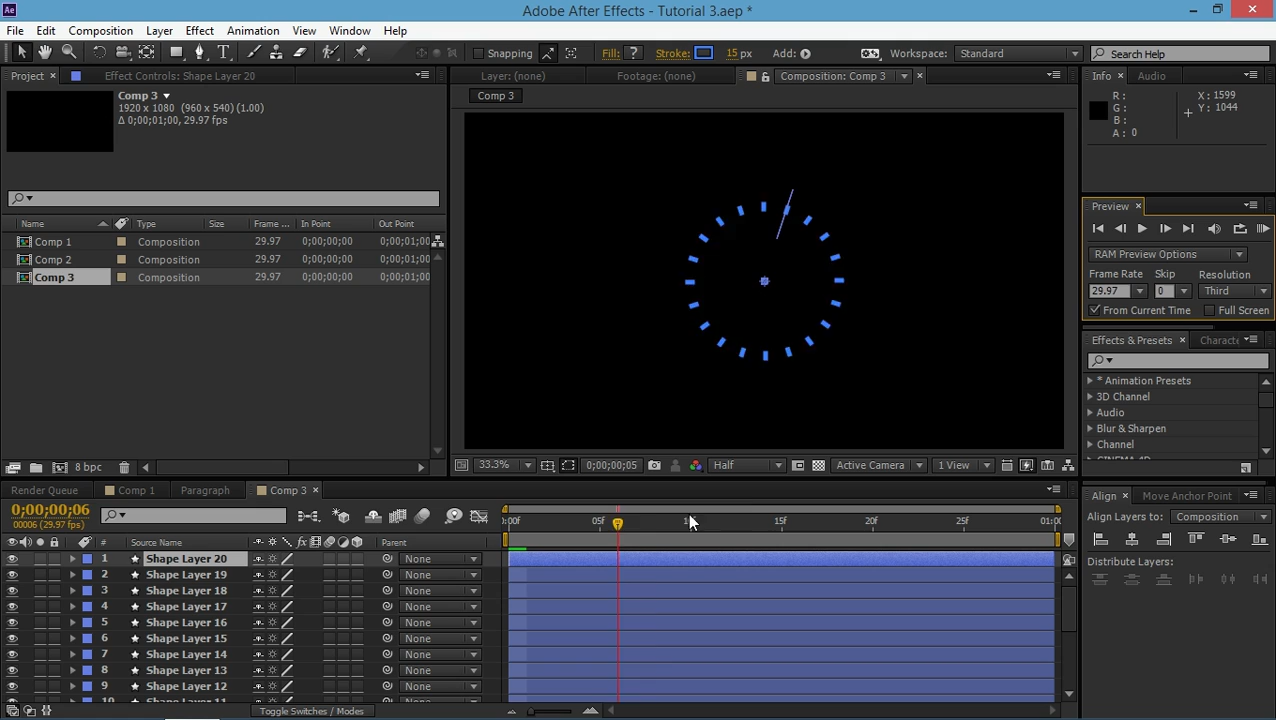 Ae
Adobe After Effects - Tutorial 3.aep *
File Edit Composition Layer Effect Animation View Window Help
Snapping
Fill: ? Stroke: 15 px Add:
Workspace: Standard
Search Help
Project
Effect Controls: Shape Layer 20
Comp 3
1920 x 1080 (960 x 540) (1.00)
Δ 0;00;01;00, 29.97 fps
Name Type Size Frame ... In Point Out Point
Comp 1 Composition 29.97 0;00;00;00 0;00;01;00
Comp 2 Composition 29.97 0;00;00;00 0;00;01;00
Comp 3 Composition 29.97 0;00;00;00 0;00;01;00
8 bpc
Layer: (none)
Footage: (none)
Composition: Comp 3
Comp 3
33.3%
0;00;00;05
Half
Active Camera
1 View
Info
Audio
R:
G:
B:
A: 0
X: 1599
Y: 1044
Preview
RAM Preview Options
Frame Rate Skip Resolution
29.97 0 Third
From Current Time Full Screen
Effects & Presets
Characte
* Animation Presets
3D Channel
Audio
Blur & Sharpen
Channel
Align
Move Anchor Point
Align Layers to: Composition
Distribute Layers:
Render Queue
Comp 1
Paragraph
Comp 3
0;00;00;06
00006 (29.97 fps)
# Source Name fx Parent
:00f 05f 15f 20f 25f 01:0
1 Shape Layer 20 None
2 Shape Layer 19 None
3 Shape Layer 18 None
4 Shape Layer 17 None
5 Shape Layer 16 None
6 Shape Layer 15 None
7 Shape Layer 14 None
8 Shape Layer 13 None
9 Shape Layer 12 None
Toggle Switches / Modes